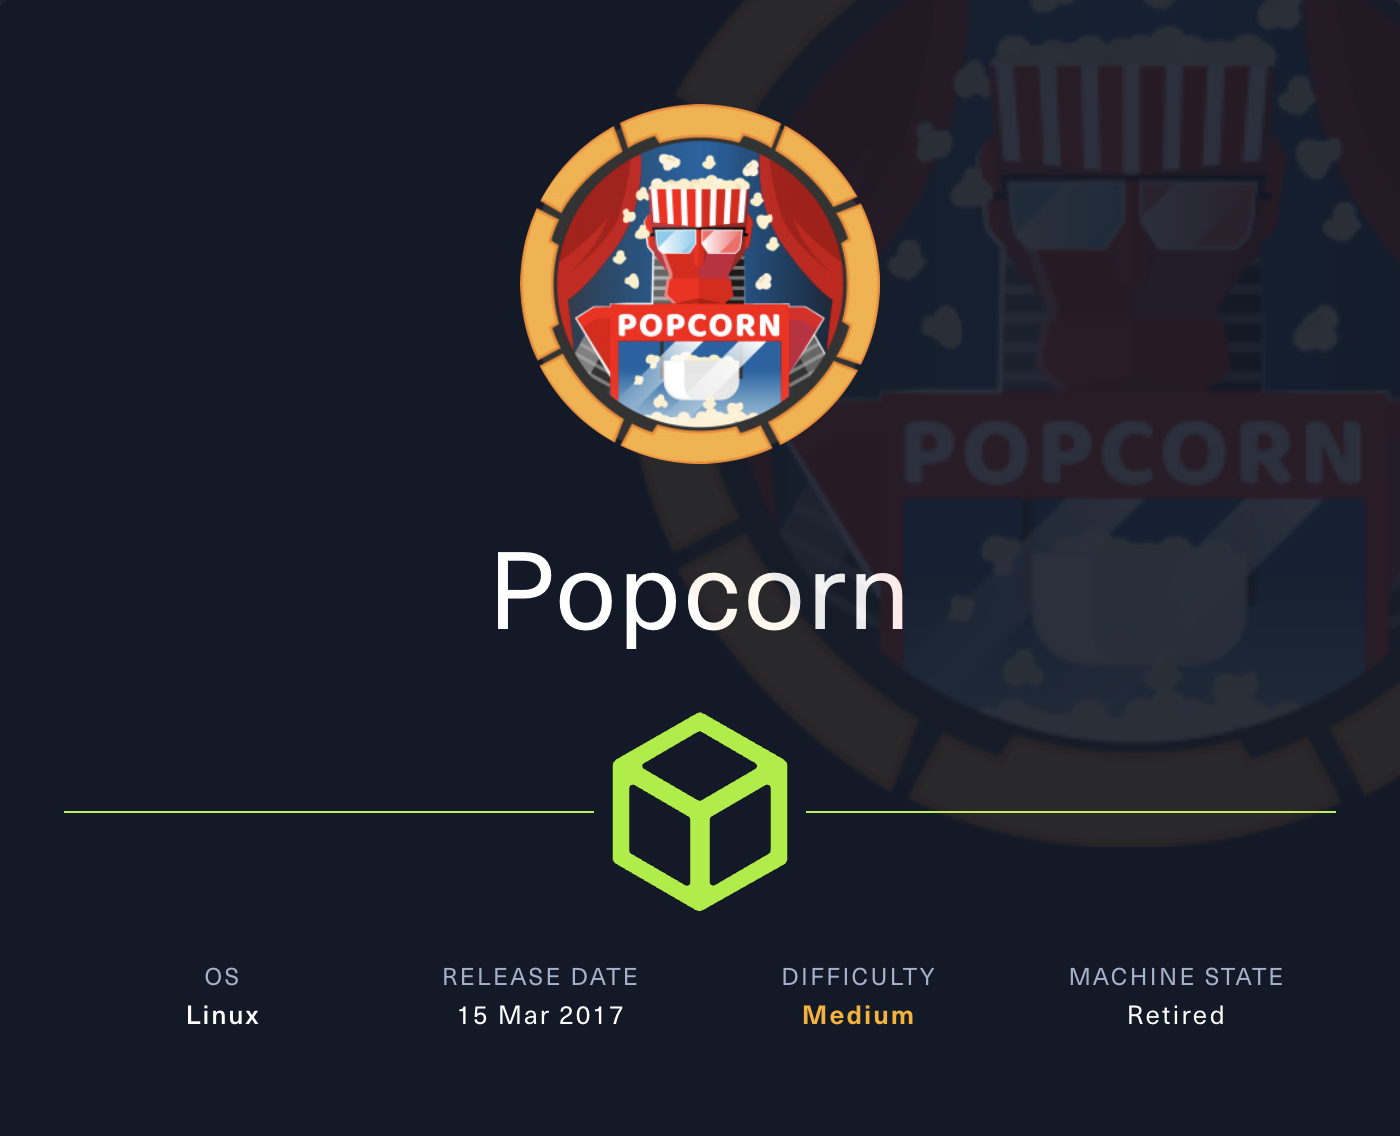 POPCORN
POPCORN
Popcorn
OS
Linux
RELEASE DATE
15 Mar 2017
DIFFICULTY
Medium
MACHINE STATE
Retired